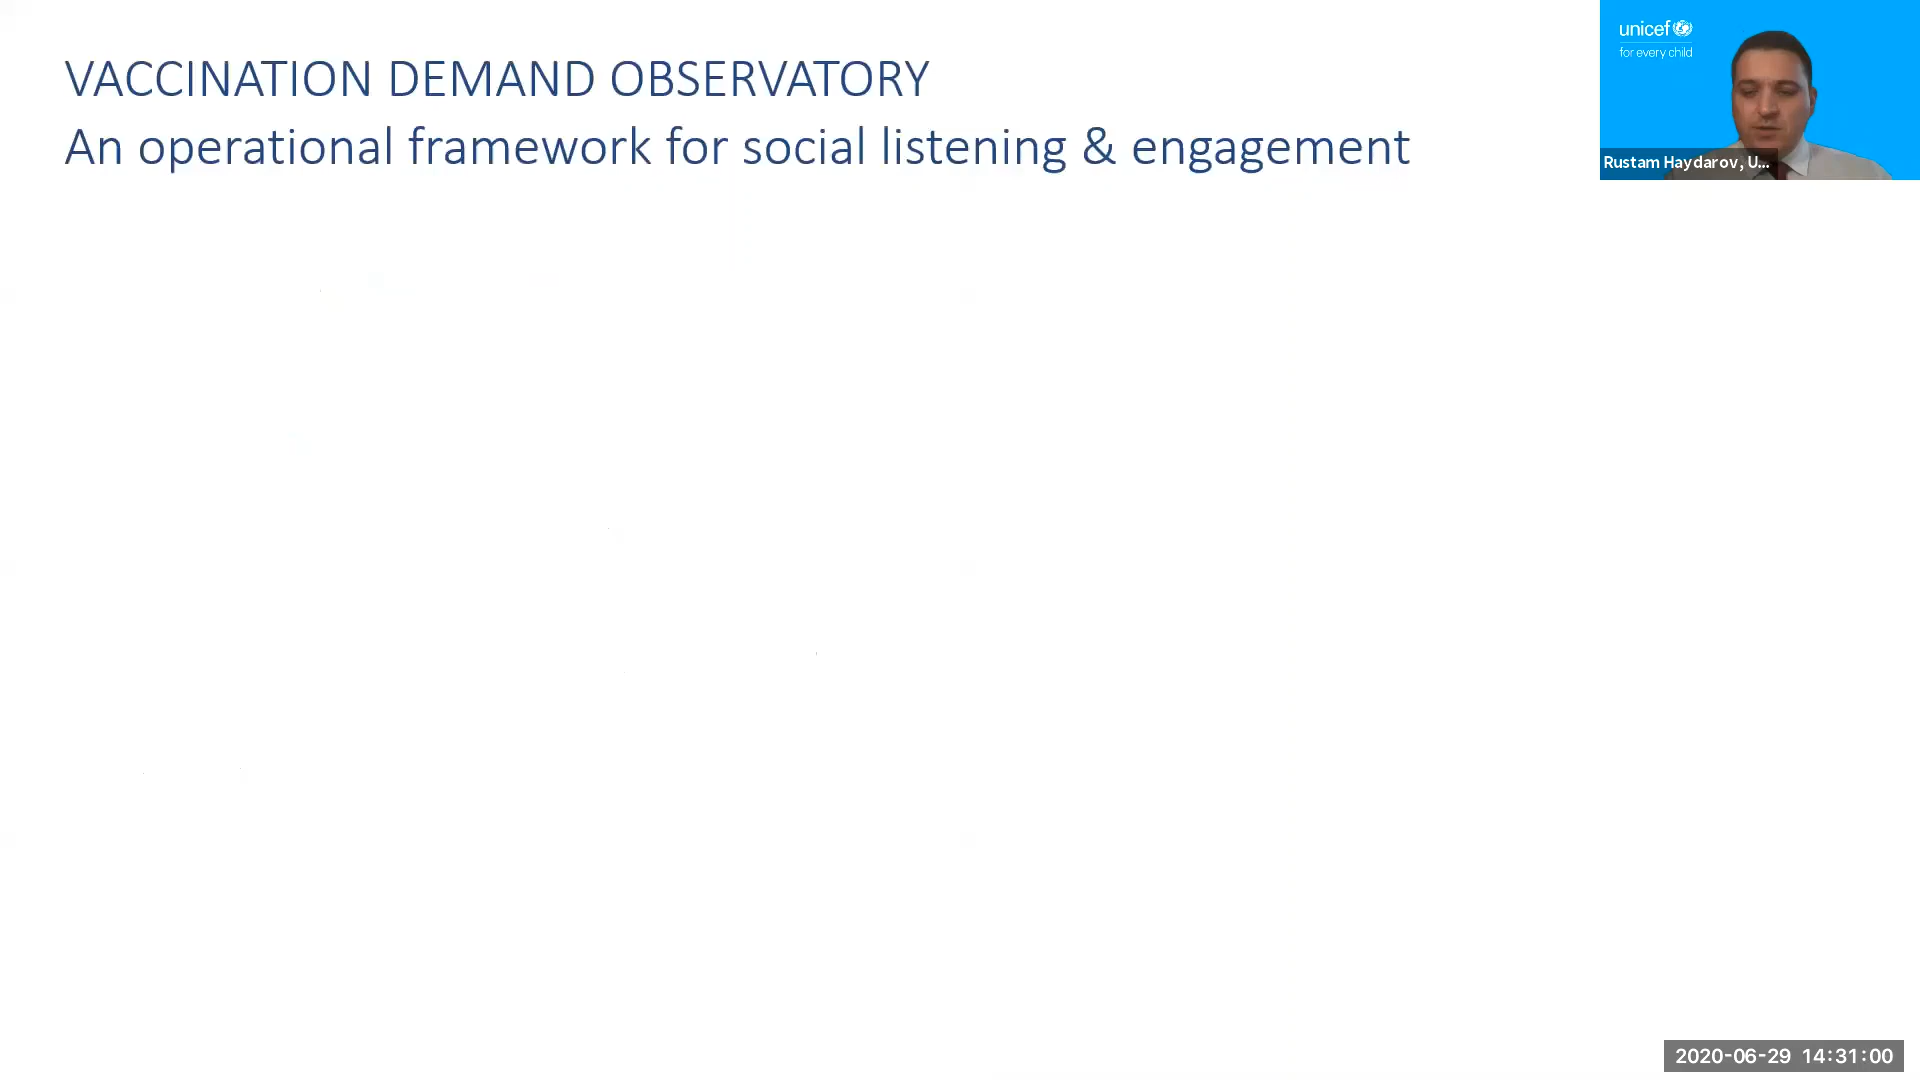 VACCINATION DEMAND OBSERVATORY
An operational framework for social listening & engagement
unicef
for every child
Rustam Haydarov, U...
2020-06-29 14:31:00